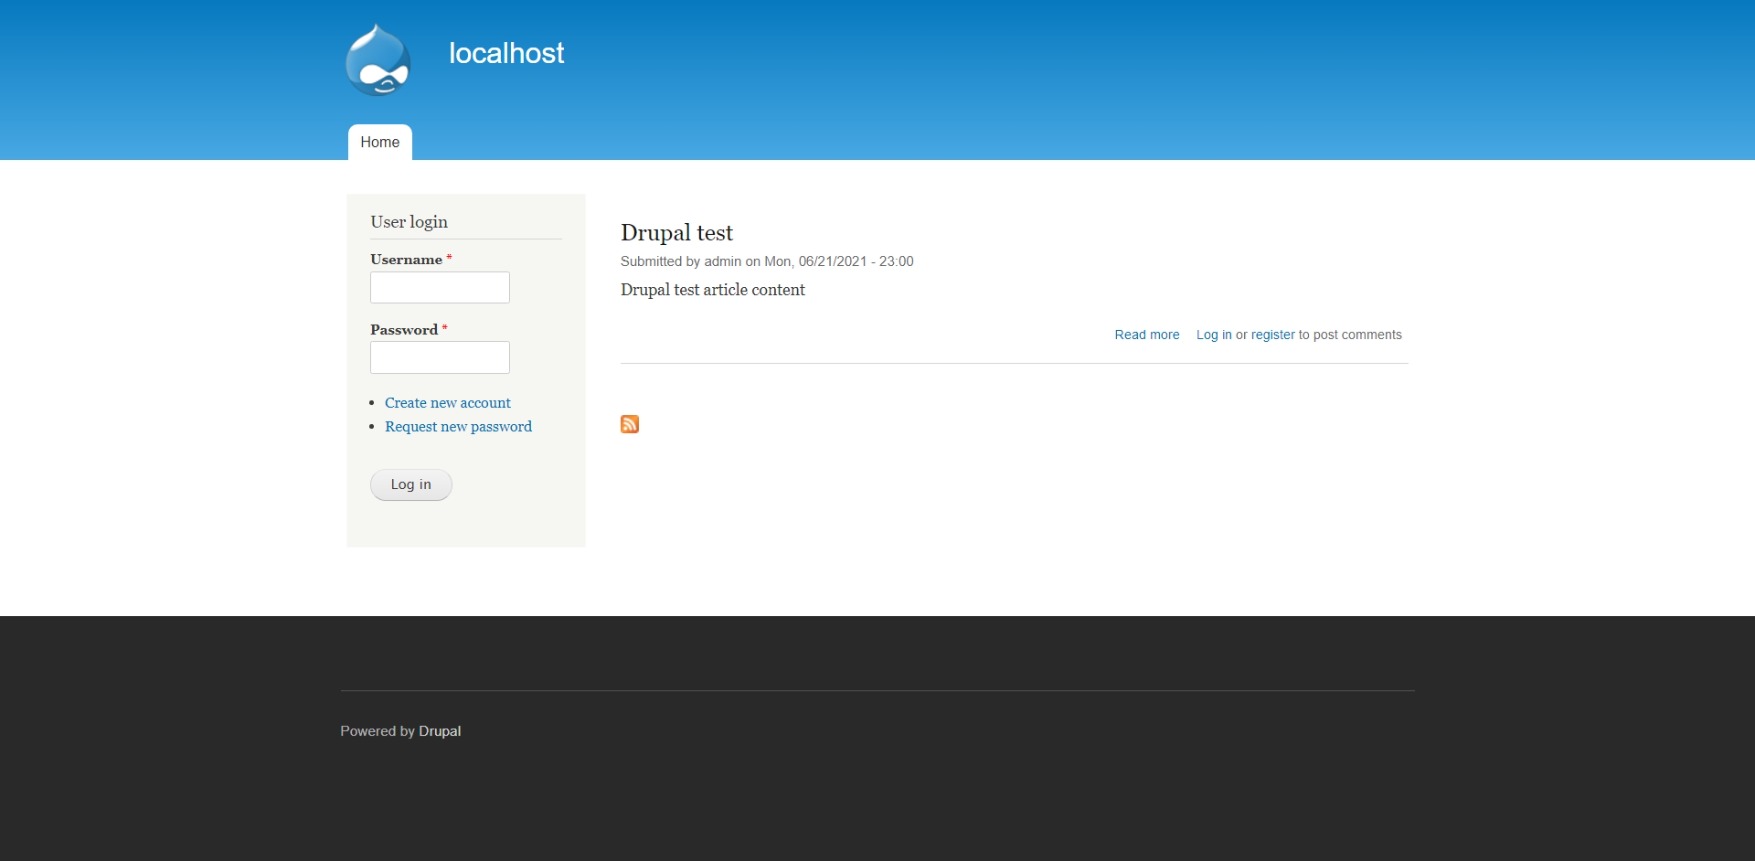 localhost
Home
User login
Username *
Password *
Create new account
Request new password
Log in
Drupal test
Submitted by admin on Mon, 06/21/2021 - 23:00
Drupal test article content
Read more Log in or register to post comments
Powered by Drupal